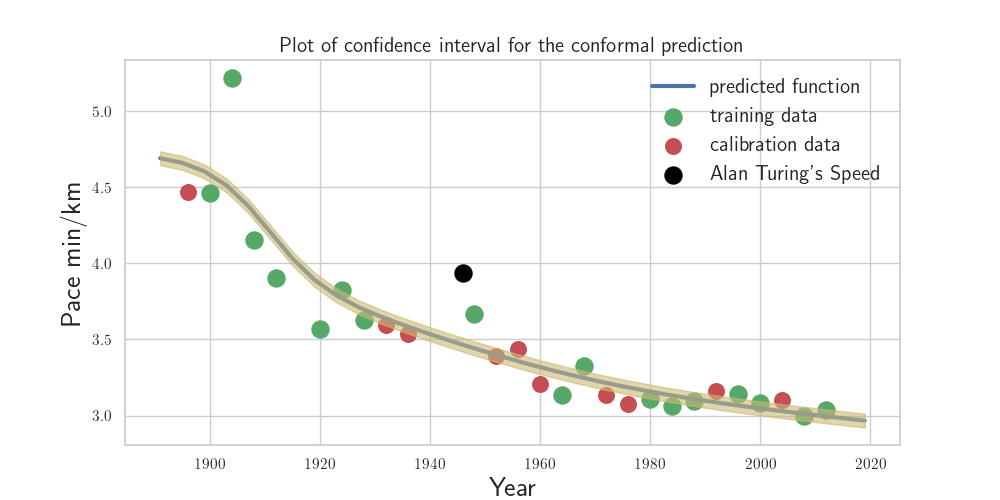 Plot of confidence interval for the conformal prediction
predicted function
training data
calibration data
Alan Turing's Speed
Pace min/km
5.0
4.5
4.0
3.5
3.0
1900 1920 1940 1960 1980 2000 2020
Year